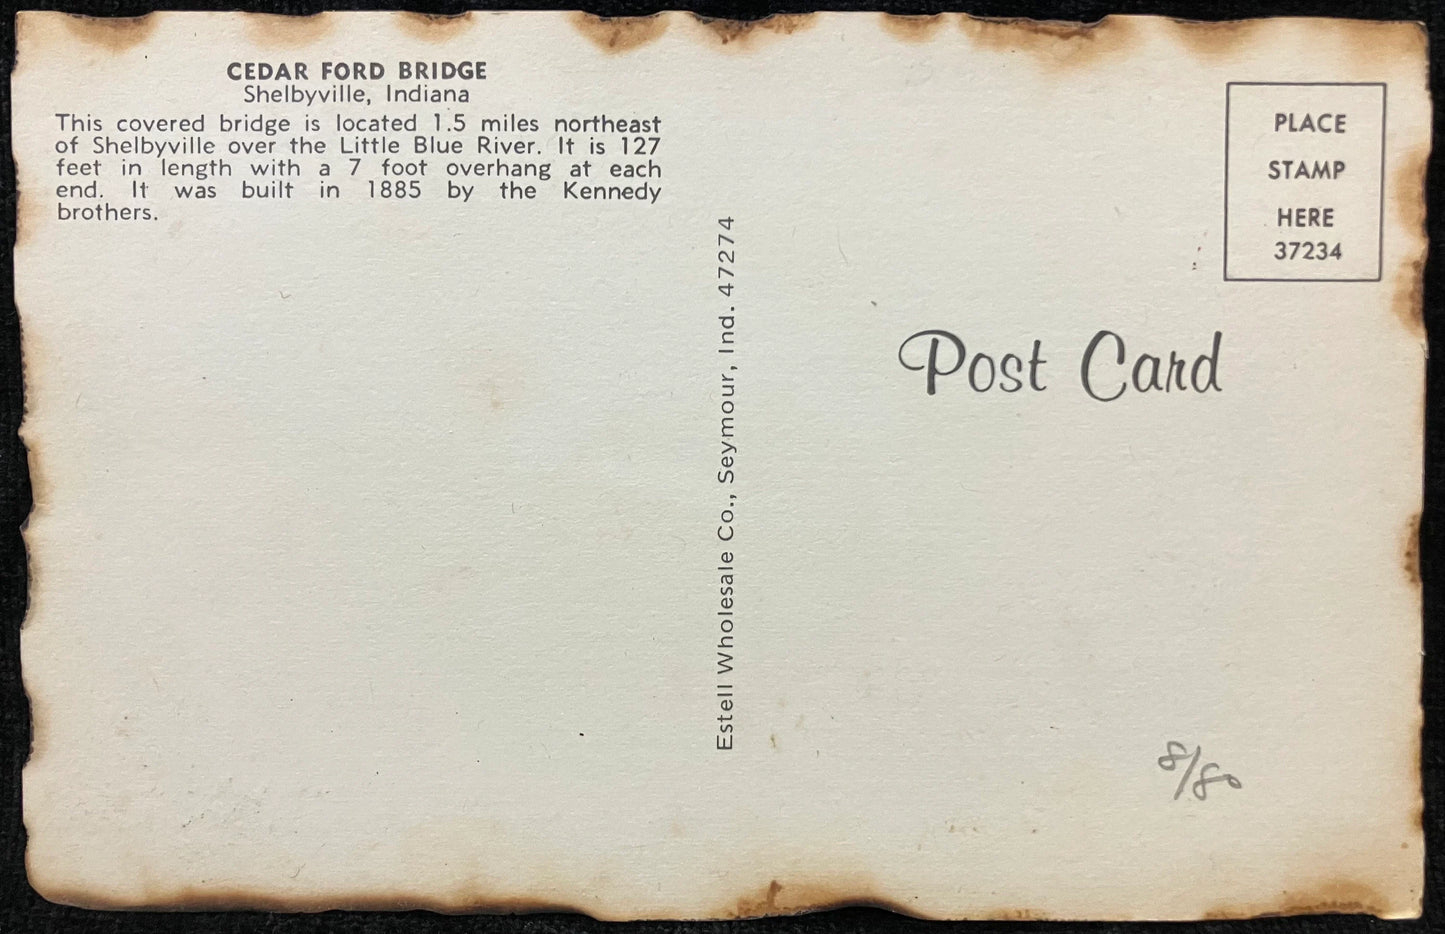 CEDAR FORD BRIDGE
Shelbyville, Indiana
This covered bridge is located 1.5 miles northeast
of Shelbyville over the Little Blue River. It is 127
feet in length with a 7 foot overhang at each
end. It was built in 1885 by the Kennedy
brothers.
Estell Wholesale Co., Seymour, Ind. 47274
PLACE
STAMP
HERE
37234
Post Card
8/80